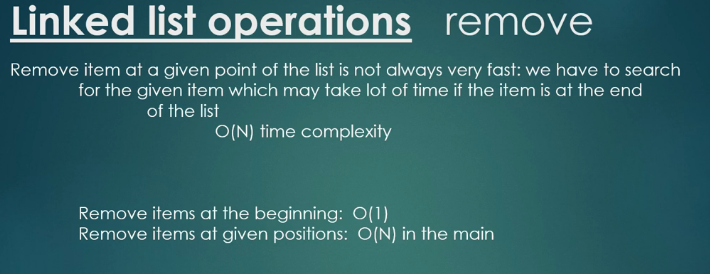 Linked list operations remove
Remove item at a given point of the list is not always very fast: we have to search
for the given item which may take lot of time if the item is at the end
of the list
O(N) time complexity
Remove items at the beginning: O(1)
Remove items at given positions: O(N) in the main